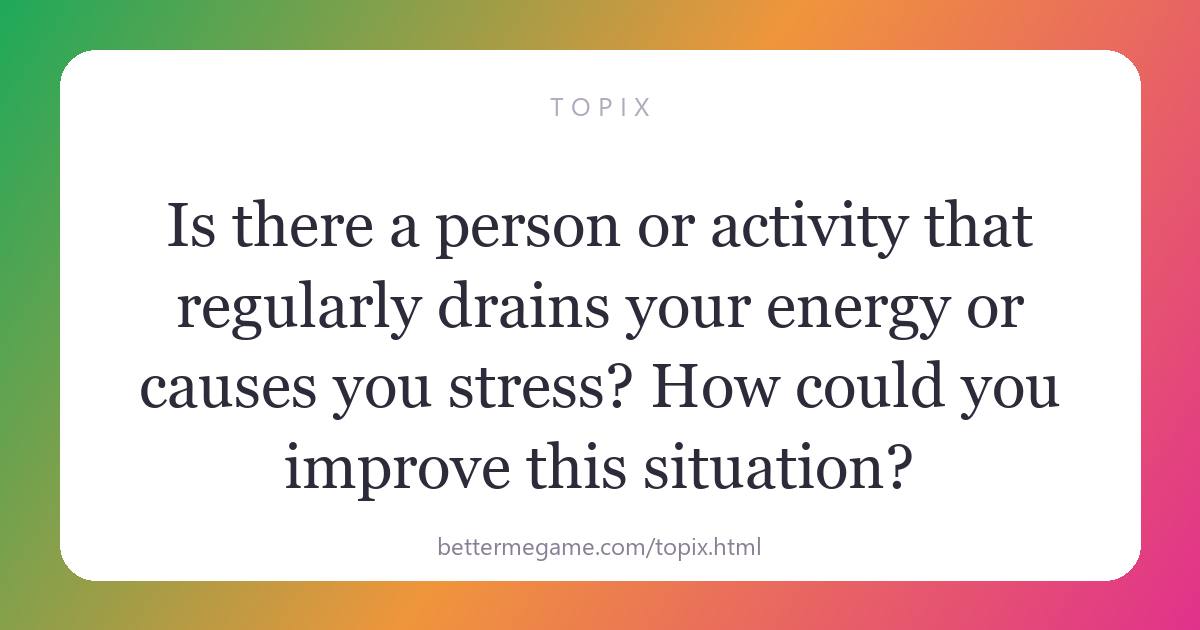 TOPIX
Is there a person or activity that
regularly drains your energy or
causes you stress? How could you
improve this situation?
bettermegame.com/topix.html